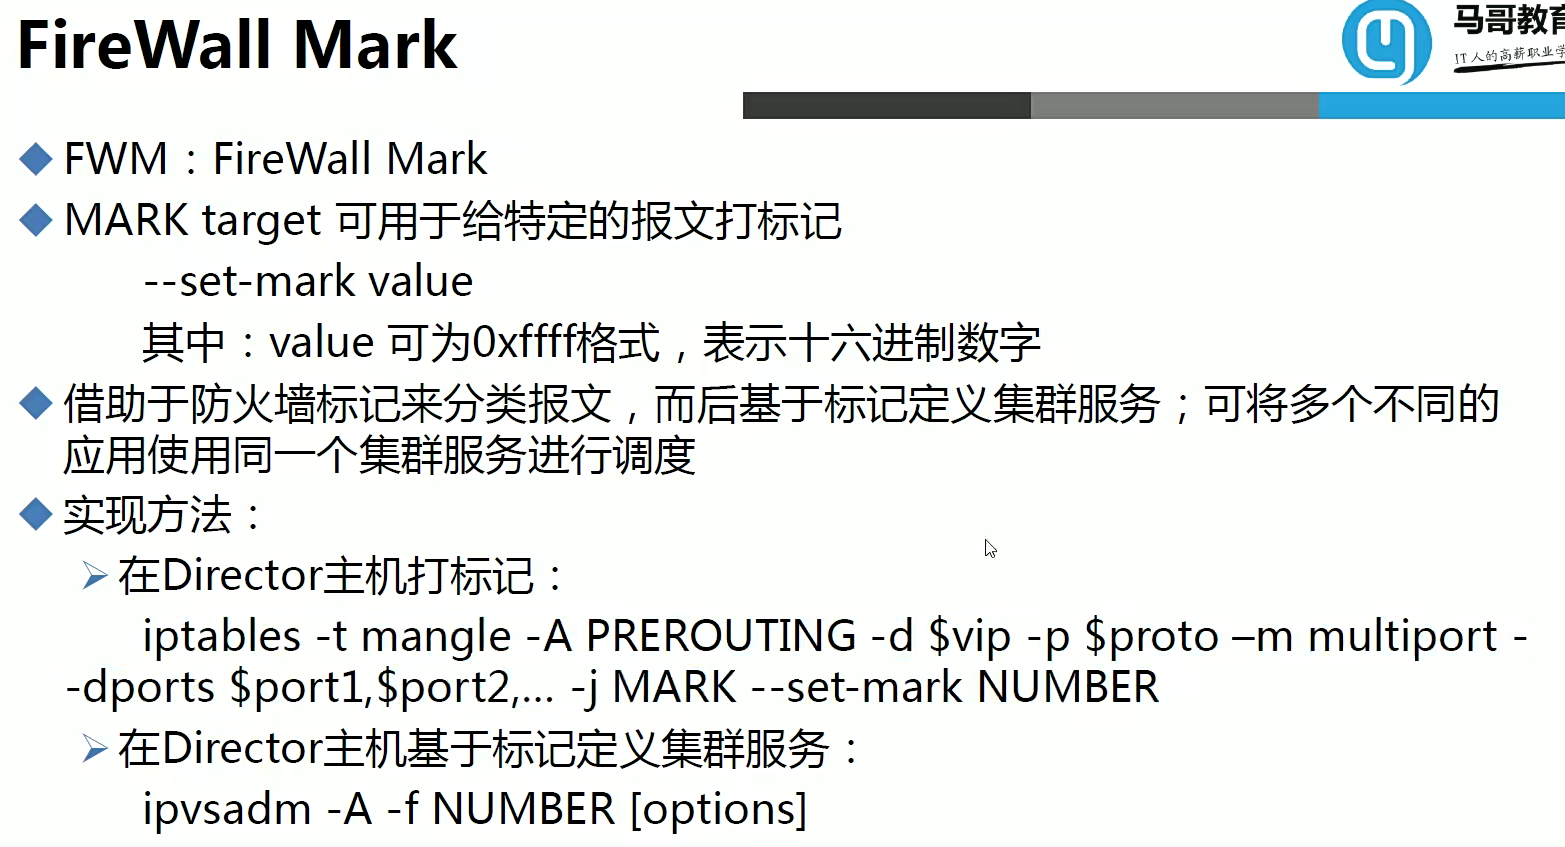 FireWall Mark
马哥教育
IT人的高薪职业学
FWM：FireWall Mark
MARK target 可用于给特定的报文打标记
--set-mark value
其中：value 可为0xffff格式，表示十六进制数字
借助于防火墙标记来分类报文，而后基于标记定义集群服务；可将多个不同的
应用使用同一个集群服务进行调度
实现方法：
在Director主机打标记：
iptables -t mangle -A PREROUTING -d $vip -p $proto –m multiport -
-dports $port1,$port2,… -j MARK --set-mark NUMBER
在Director主机基于标记定义集群服务：
ipvsadm -A -f NUMBER [options]